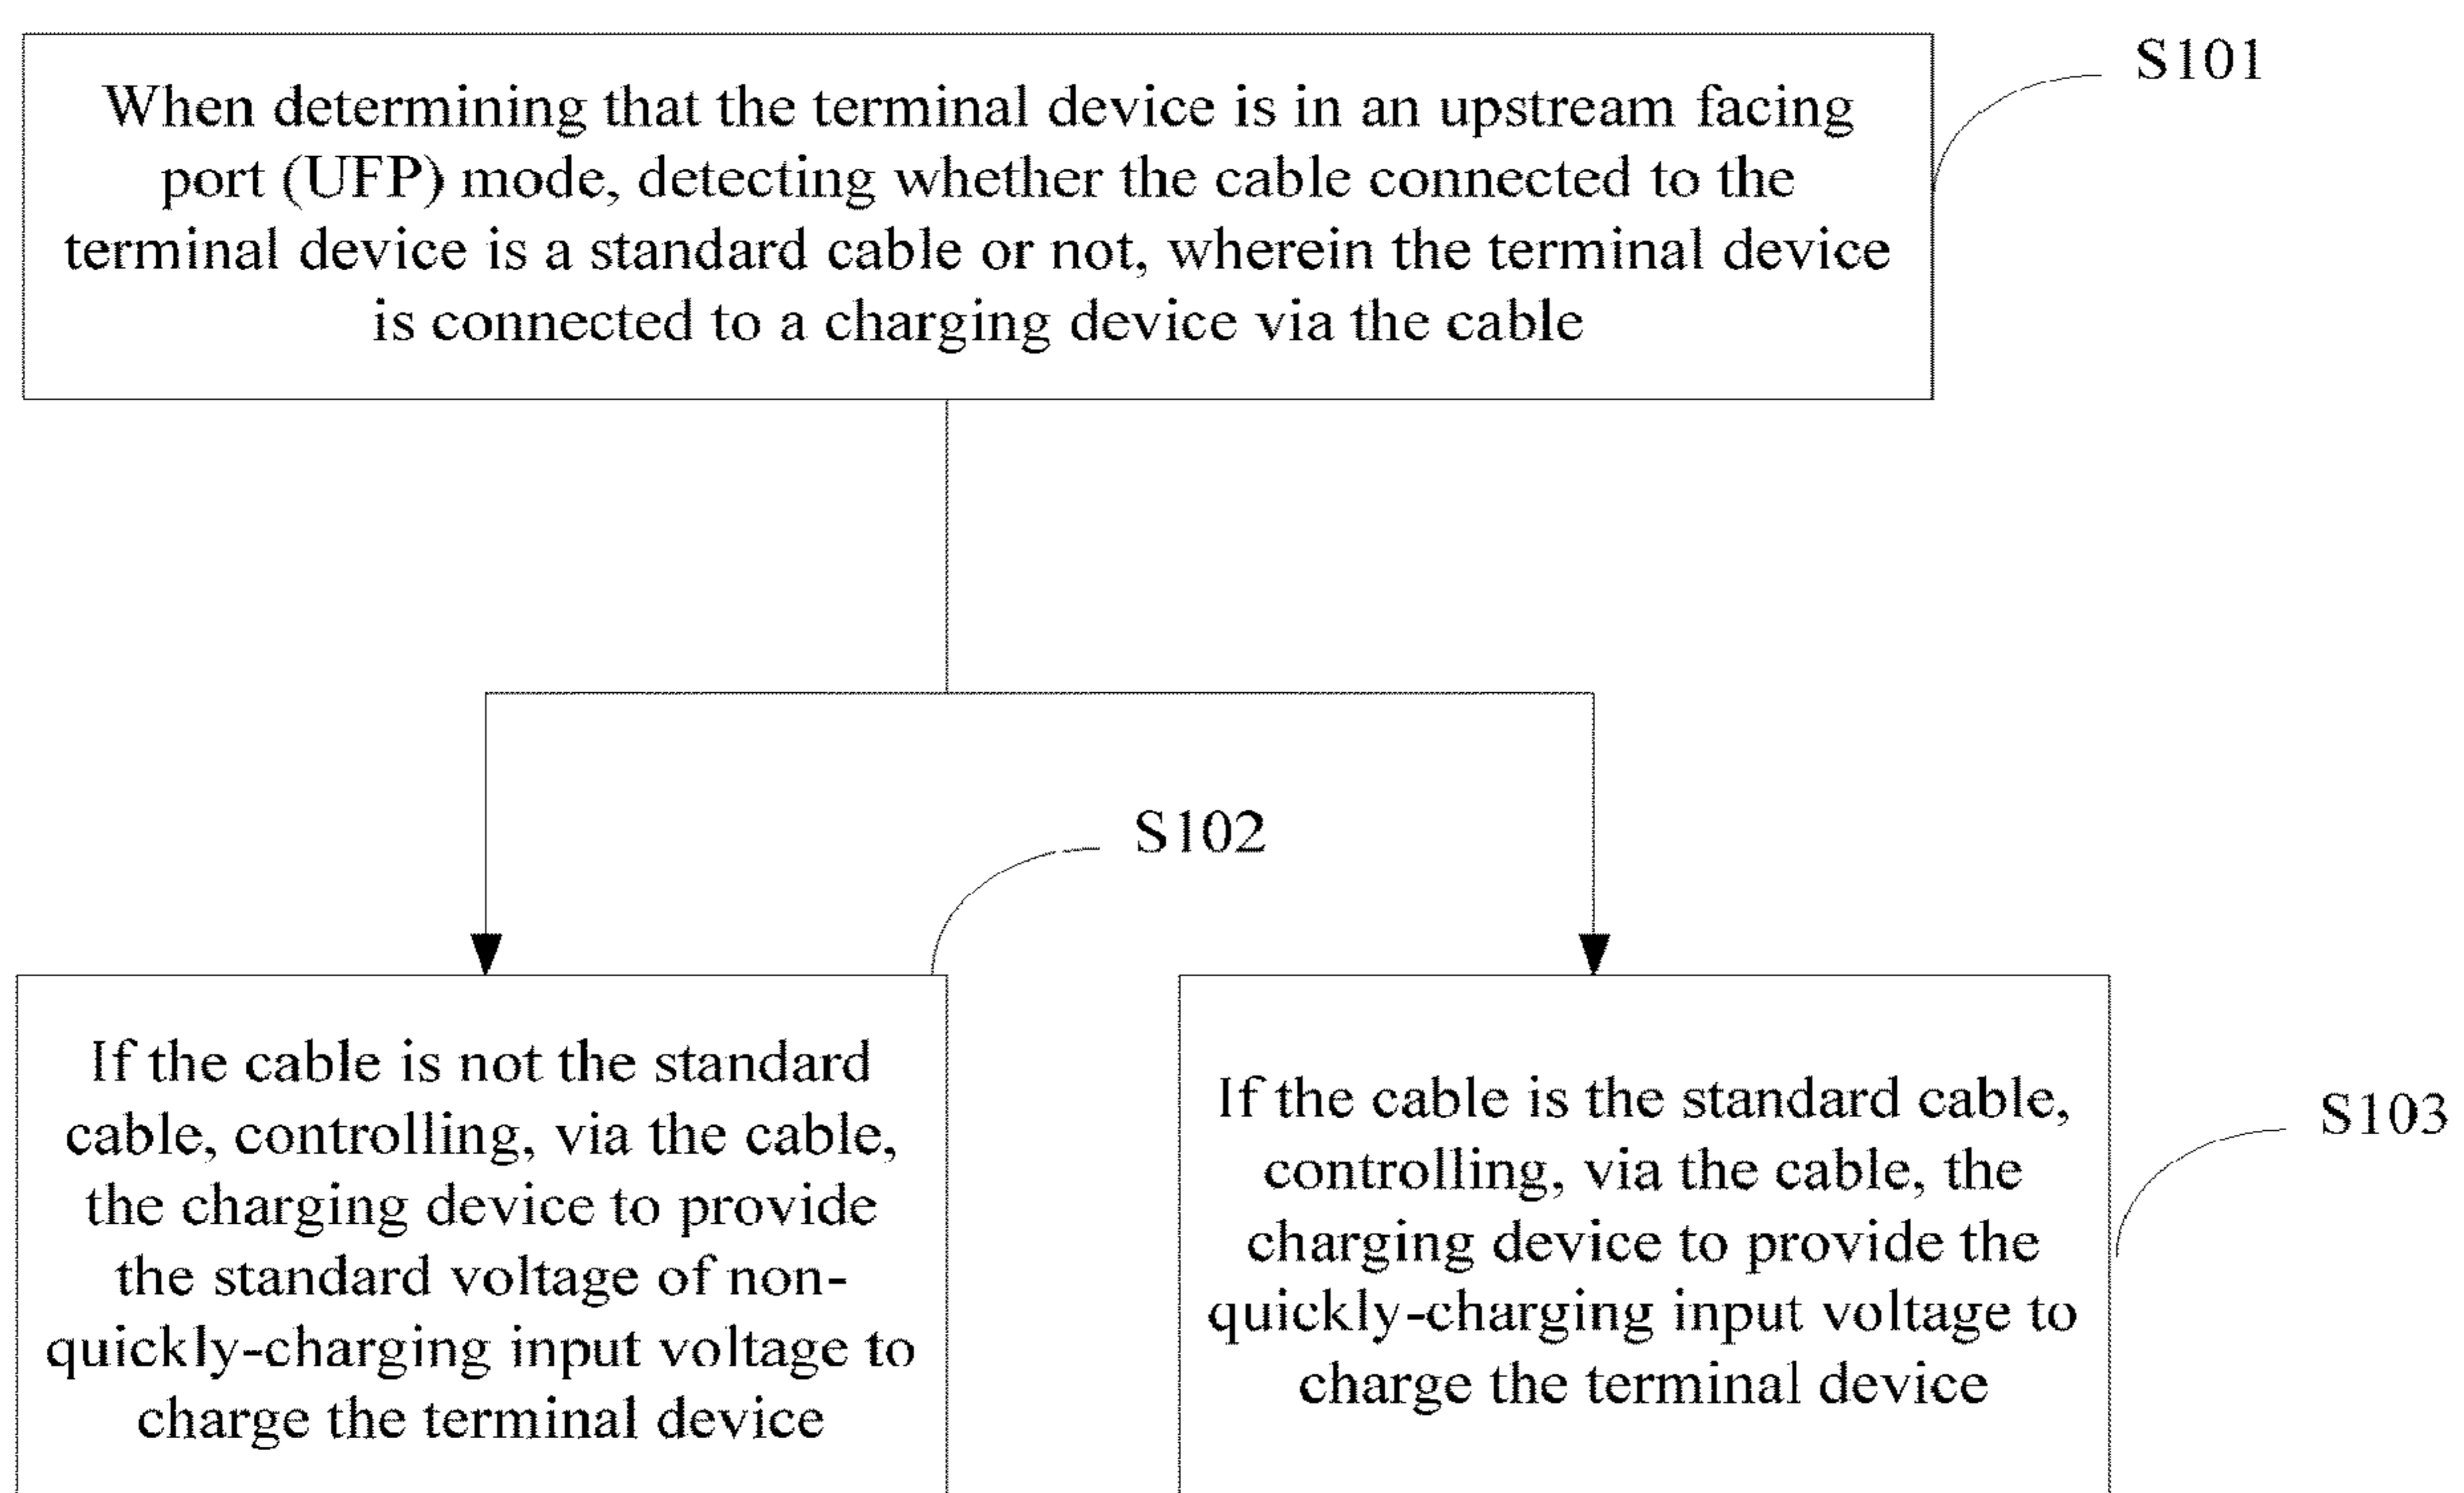 S101
When determining that the terminal device is in an upstream facing
port (UFP) mode, detecting whether the cable connected to the
terminal device is a standard cable or not, wherein the terminal device
is connected to a charging device via the cable
S102
If the cable is not the standard
cable, controlling, via the cable,
the charging device to provide
the standard voltage of non-
quickly-charging input voltage to
charge the terminal device
If the cable is the standard cable,
controlling, via the cable, the
charging device to provide the
quickly-charging input voltage to
charge the terminal device
S103